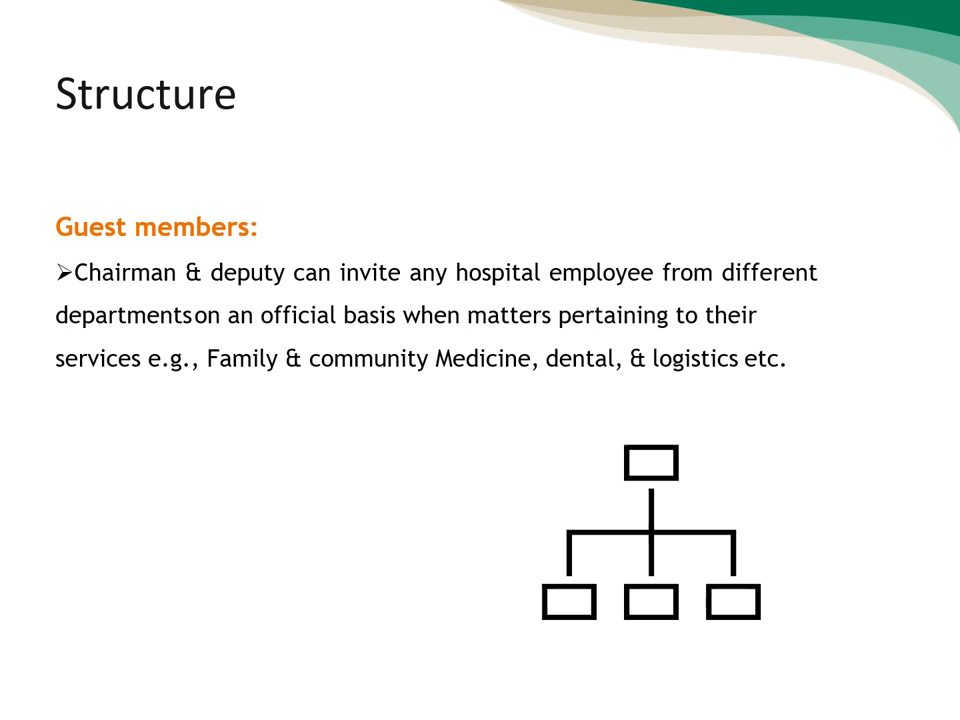 Structure
Guest members:
➢Chairman & deputy can invite any hospital employee from different
departments on an official basis when matters pertaining to their
services e.g., Family & community Medicine, dental, & logistics etc.